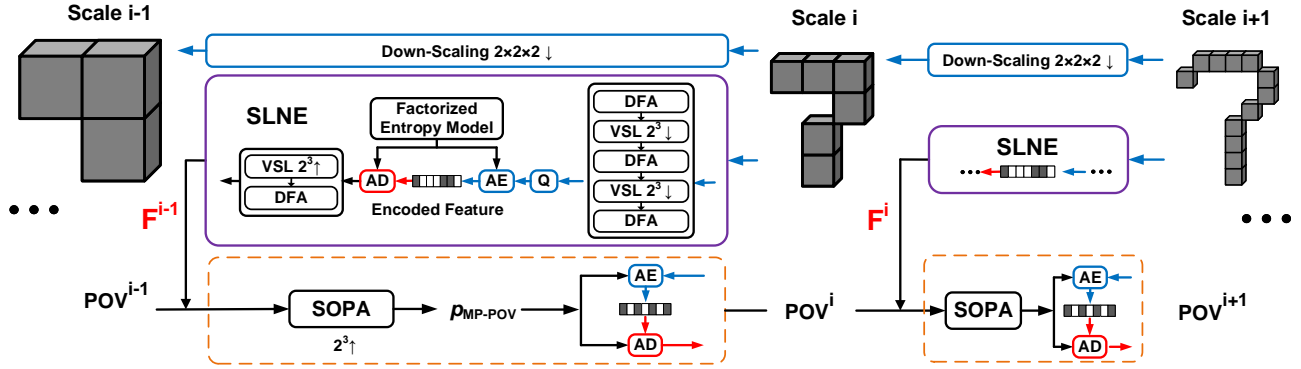 Scale i-1
Scale i
Scale i+1
Down-Scaling 2×2×2 ↓
Down-Scaling 2×2×2 ↓
SLNE
Factorized
Entropy Model
VSL 2³↑
DFA
AD
AE
Q
Encoded Feature
DFA
VSL 2³↓
DFA
VSL 2³↓
DFA
SLNE
F^i-1
F^i
POV^i-1
SOPA
2³↑
p_MP-POV
AE
AD
POV^i
SOPA
AE
AD
POV^i+1